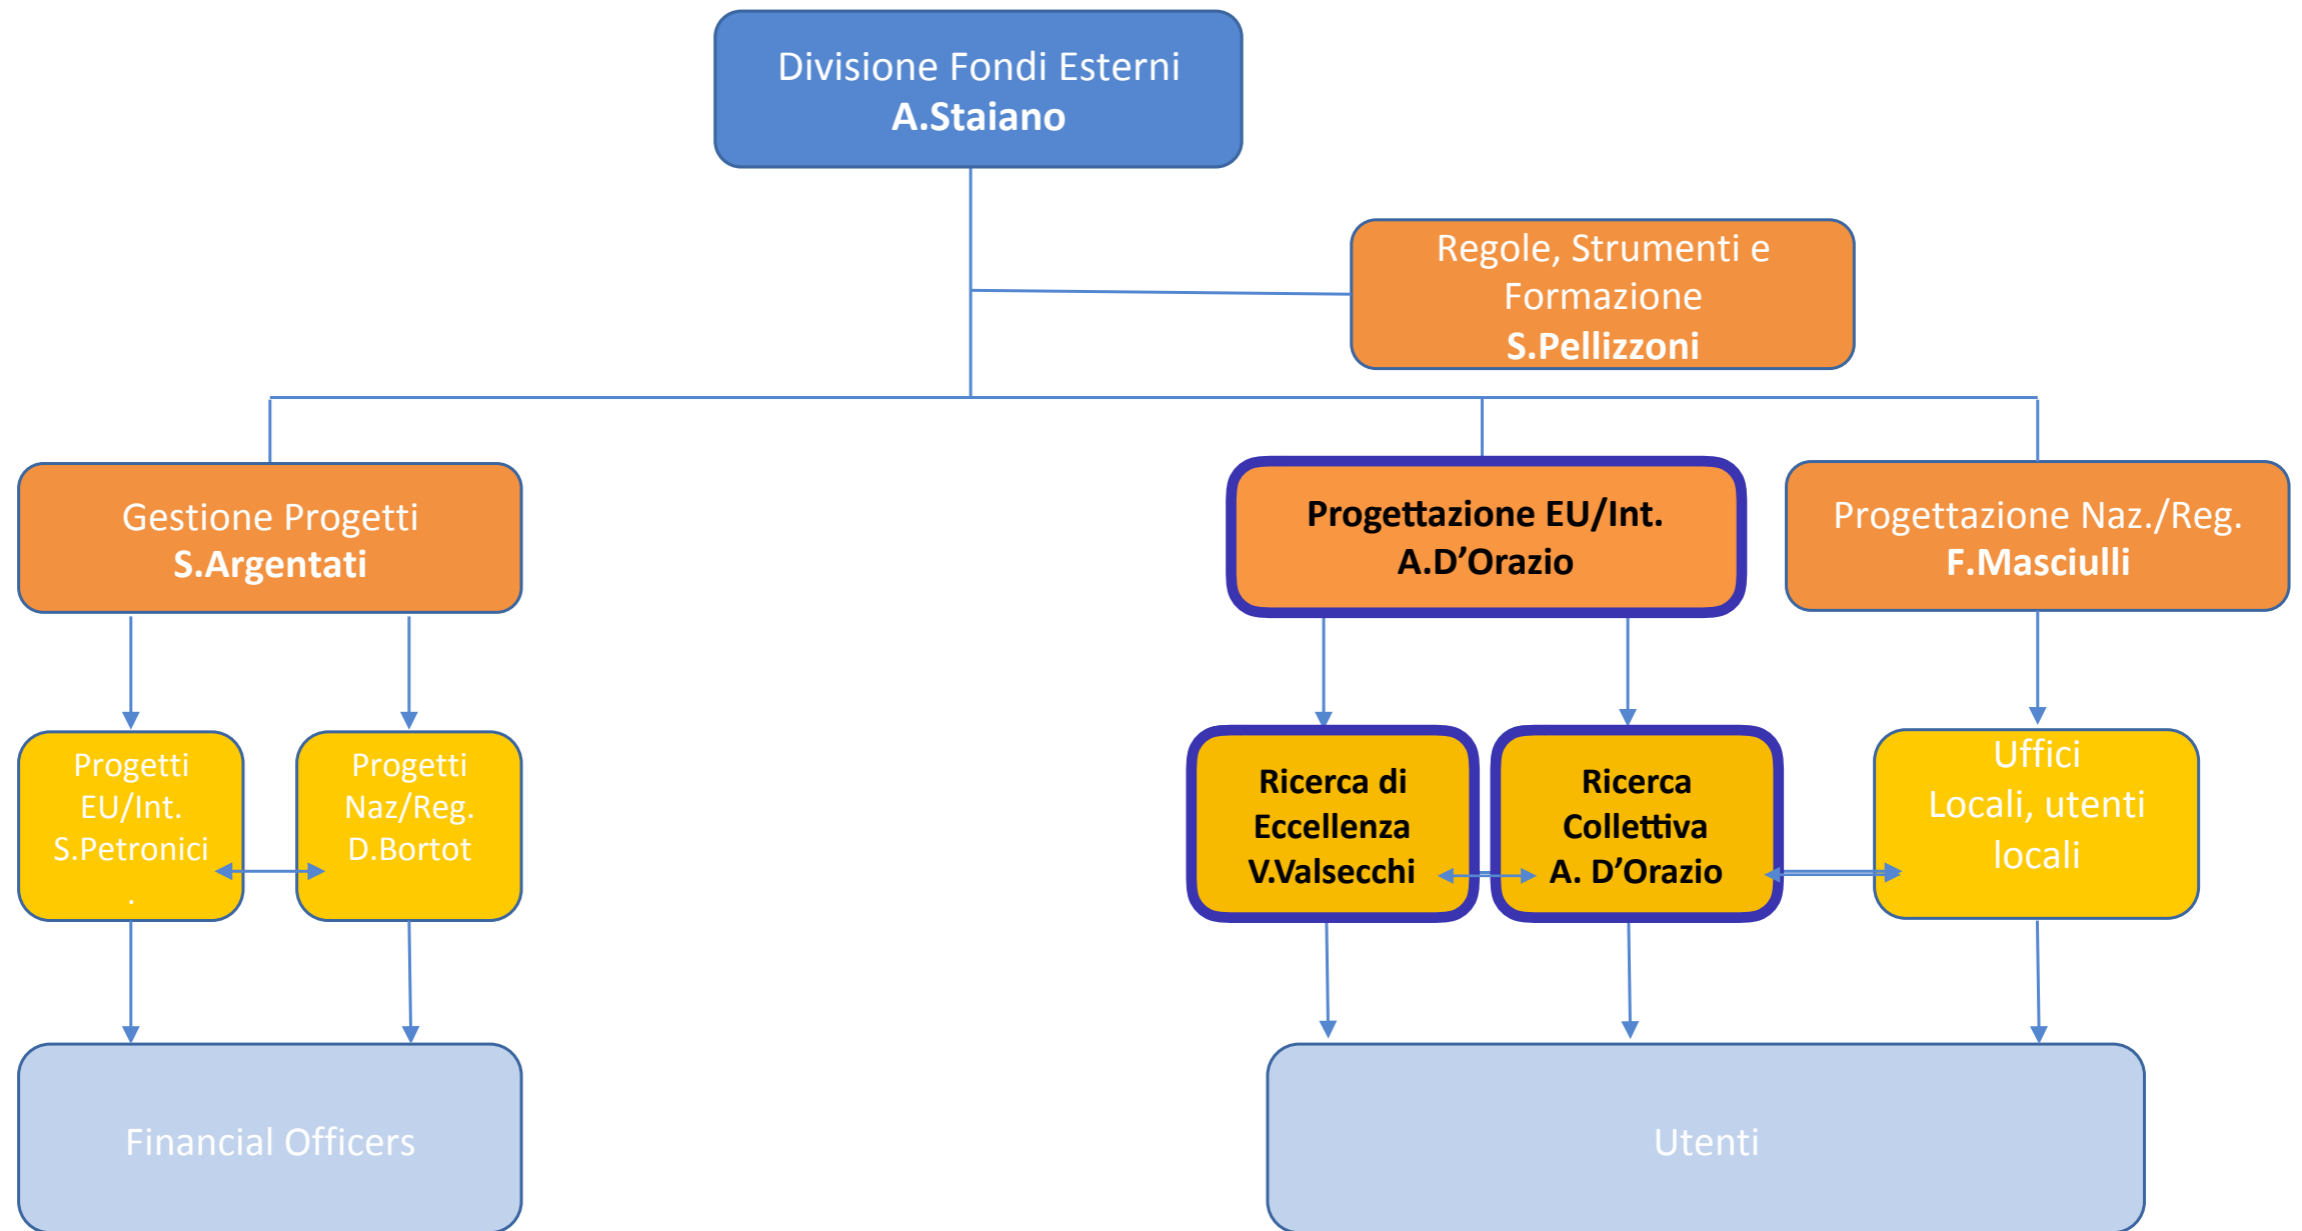 Divisione Fondi Esterni
A.Staiano
Regole, Strumenti e
Formazione
S.Pellizzoni
Gestione Progetti
S.Argentati
Progettazione EU/Int.
A.D’Orazio
Progettazione Naz./Reg.
F.Masciulli
Progetti
EU/Int.
S.Petronici
.
Progetti
Naz/Reg.
D.Bortot
Ricerca di
Eccellenza
V.Valsecchi
Ricerca
Collettiva
A. D’Orazio
Uffici
Locali, utenti
locali
Financial Officers
Utenti